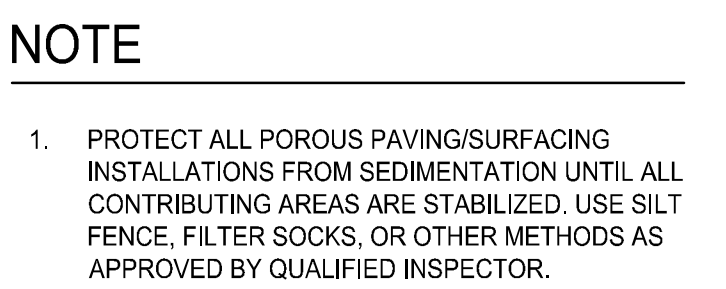 NOTE
1. PROTECT ALL POROUS PAVING/SURFACING
INSTALLATIONS FROM SEDIMENTATION UNTIL ALL
CONTRIBUTING AREAS ARE STABILIZED. USE SILT
FENCE, FILTER SOCKS, OR OTHER METHODS AS
APPROVED BY QUALIFIED INSPECTOR.